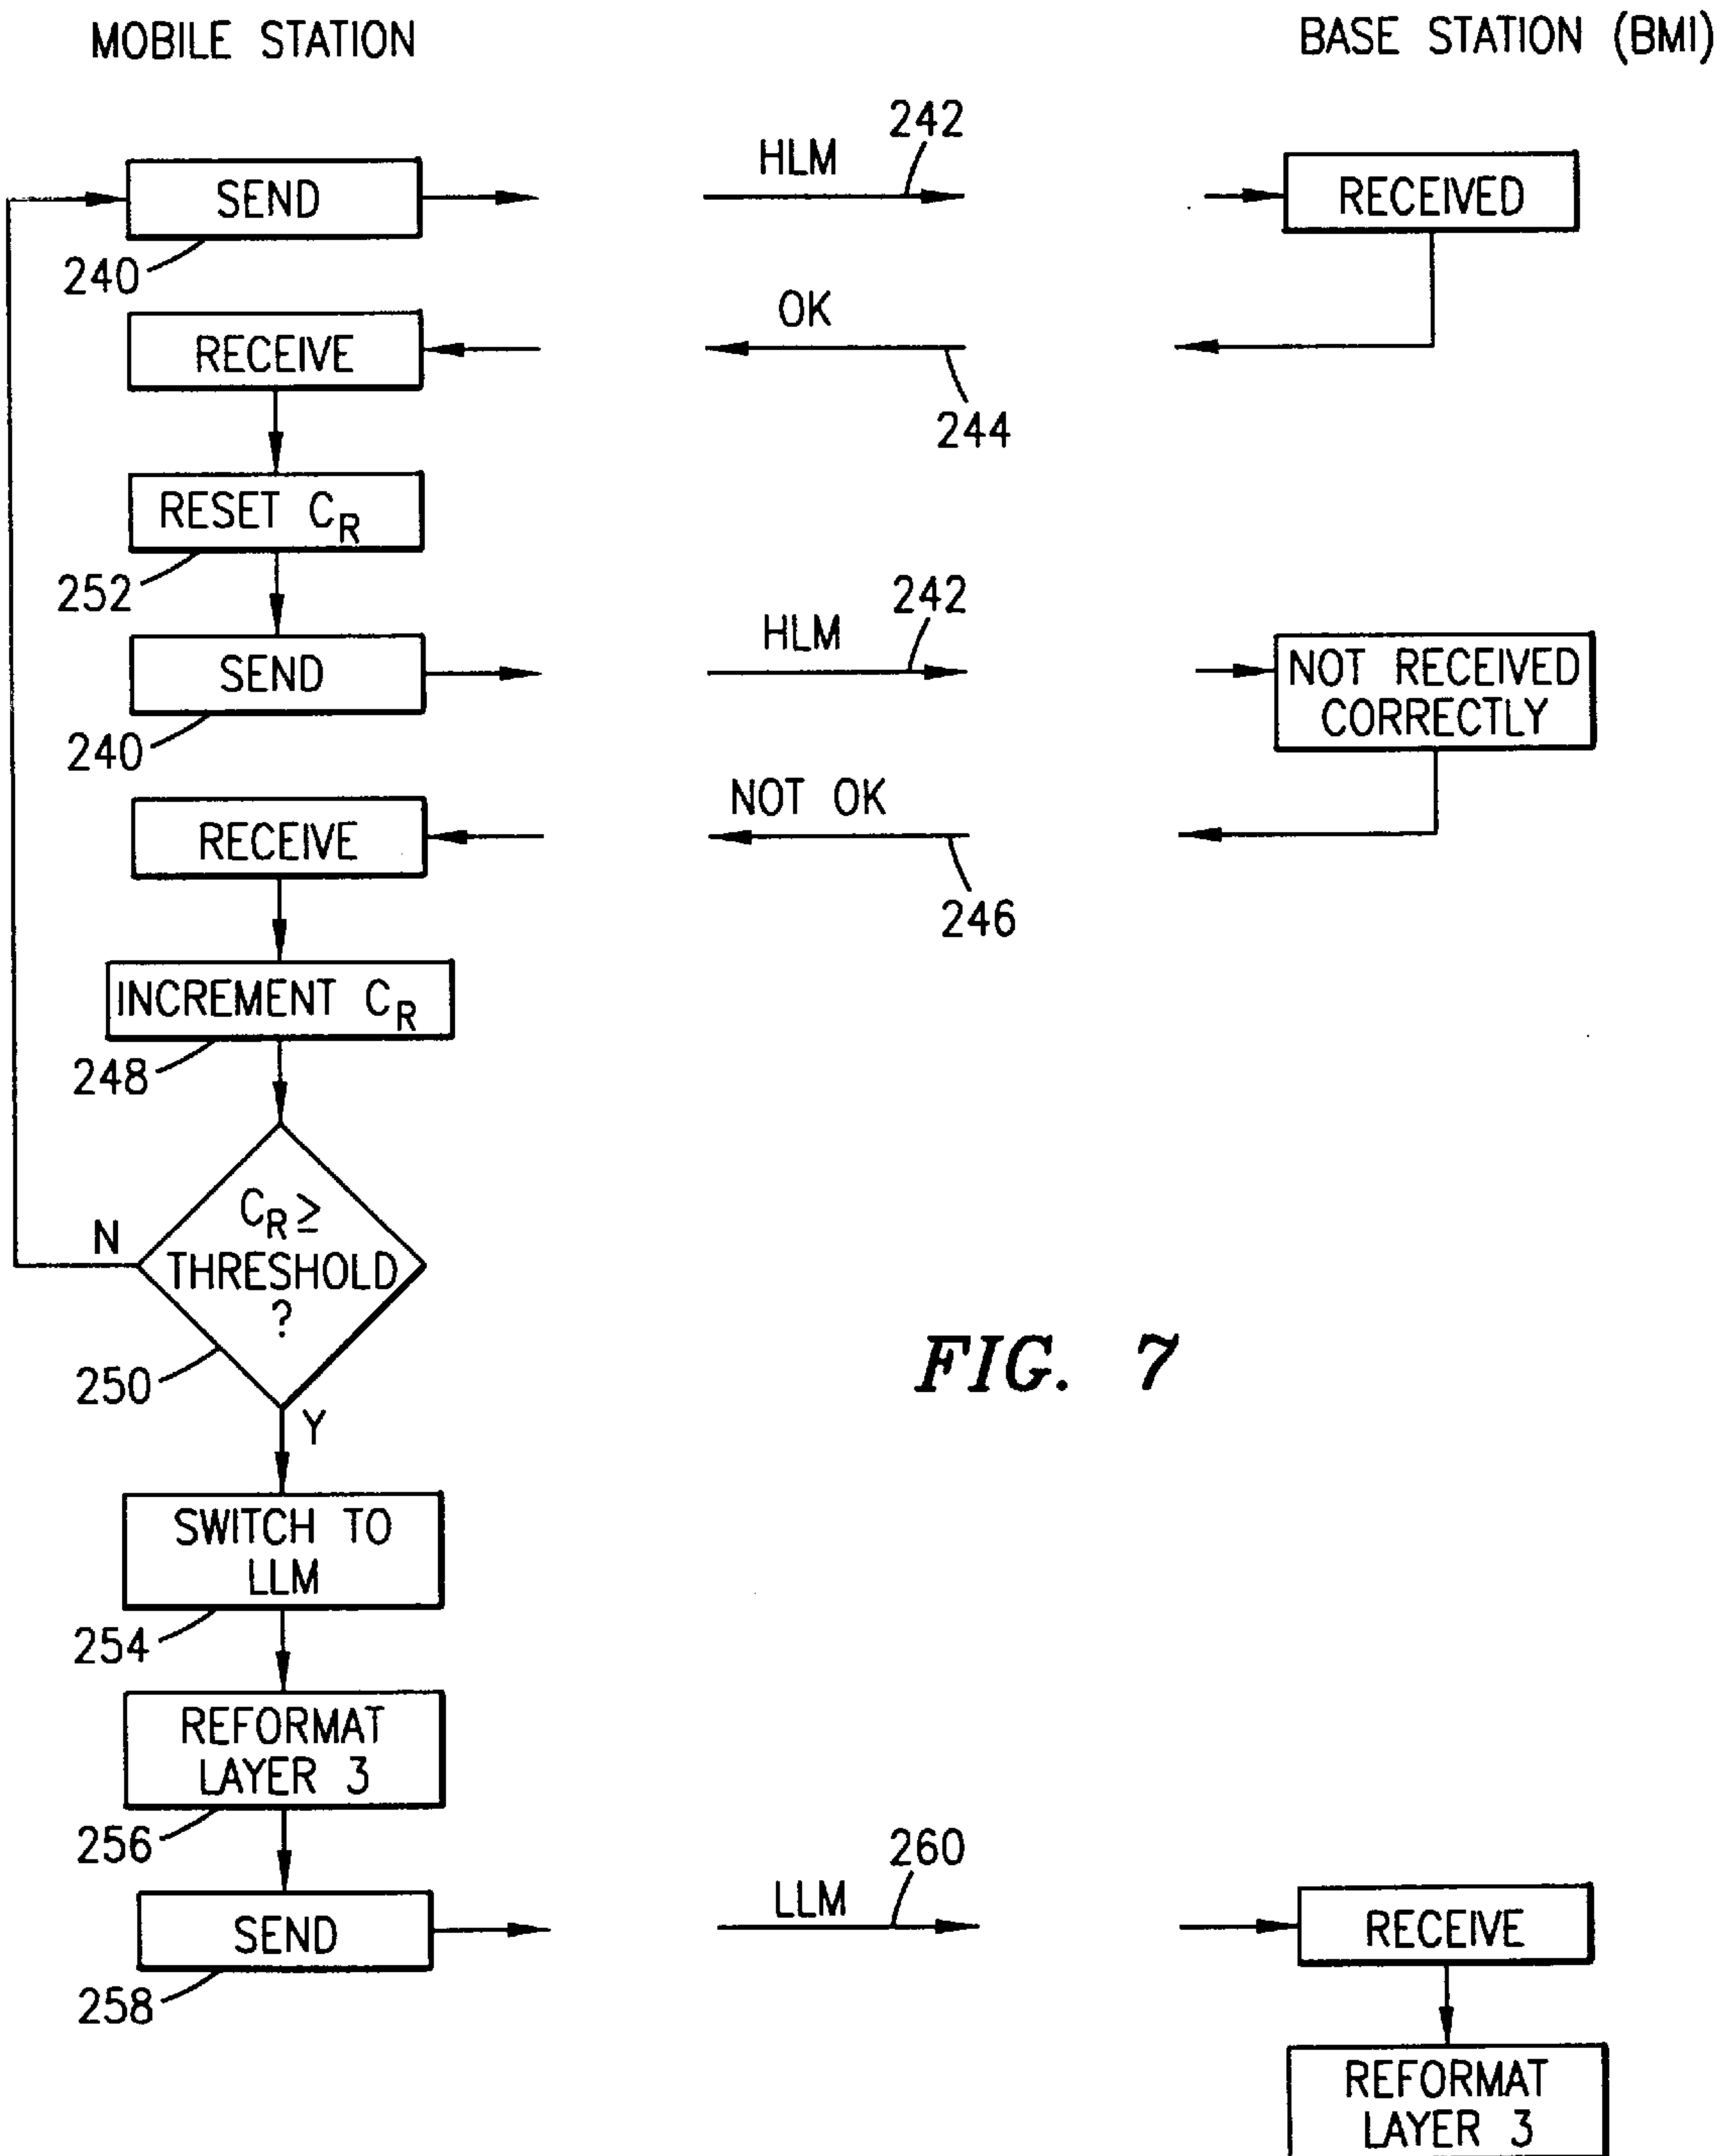 MOBILE STATION
BASE STATION (BMI)
242
HLM
SEND
RECEIVED
240
OK
RECEIVE
244
RESET C_R
252
242
HLM
SEND
NOT RECEIVED
CORRECTLY
240
NOT OK
RECEIVE
246
INCREMENT C_R
248
C_R ≥
THRESHOLD
?
N
250
Y
FIG. 7
SWITCH TO
LLM
254
REFORMAT
LAYER 3
256
260
LLM
SEND
RECEIVE
258
REFORMAT
LAYER 3